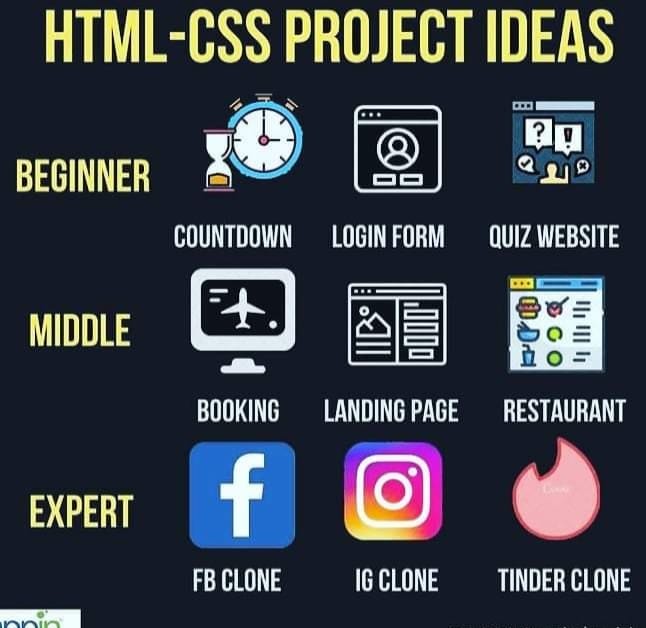 HTML-CSS PROJECT IDEAS
BEGINNER
COUNTDOWN LOGIN FORM QUIZ WEBSITE
MIDDLE
BOOKING LANDING PAGE RESTAURANT
EXPERT
FB CLONE IG CLONE TINDER CLONE